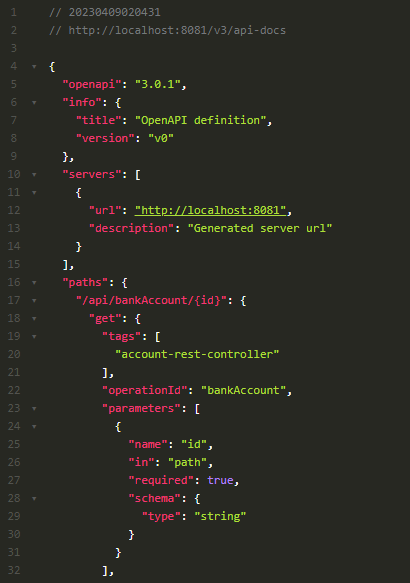 1 // 20230409020431
2 // http://localhost:8081/v3/api-docs
3
4 {
5 "openapi": "3.0.1",
6 "info": {
7 "title": "OpenAPI definition",
8 "version": "v0"
9 },
10 "servers": [
11 {
12 "url": "http://localhost:8081",
13 "description": "Generated server url"
14 }
15 ],
16 "paths": {
17 "/api/bankAccount/{id}": {
18 "get": {
19 "tags": [
20 "account-rest-controller"
21 ],
22 "operationId": "bankAccount",
23 "parameters": [
24 {
25 "name": "id",
26 "in": "path",
27 "required": true,
28 "schema": {
29 "type": "string"
30 }
31 }
32 ],